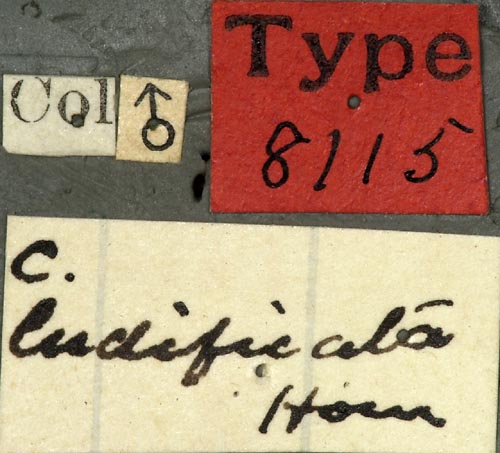 Type
Col ♂
8115
C.
ludificata
Horn